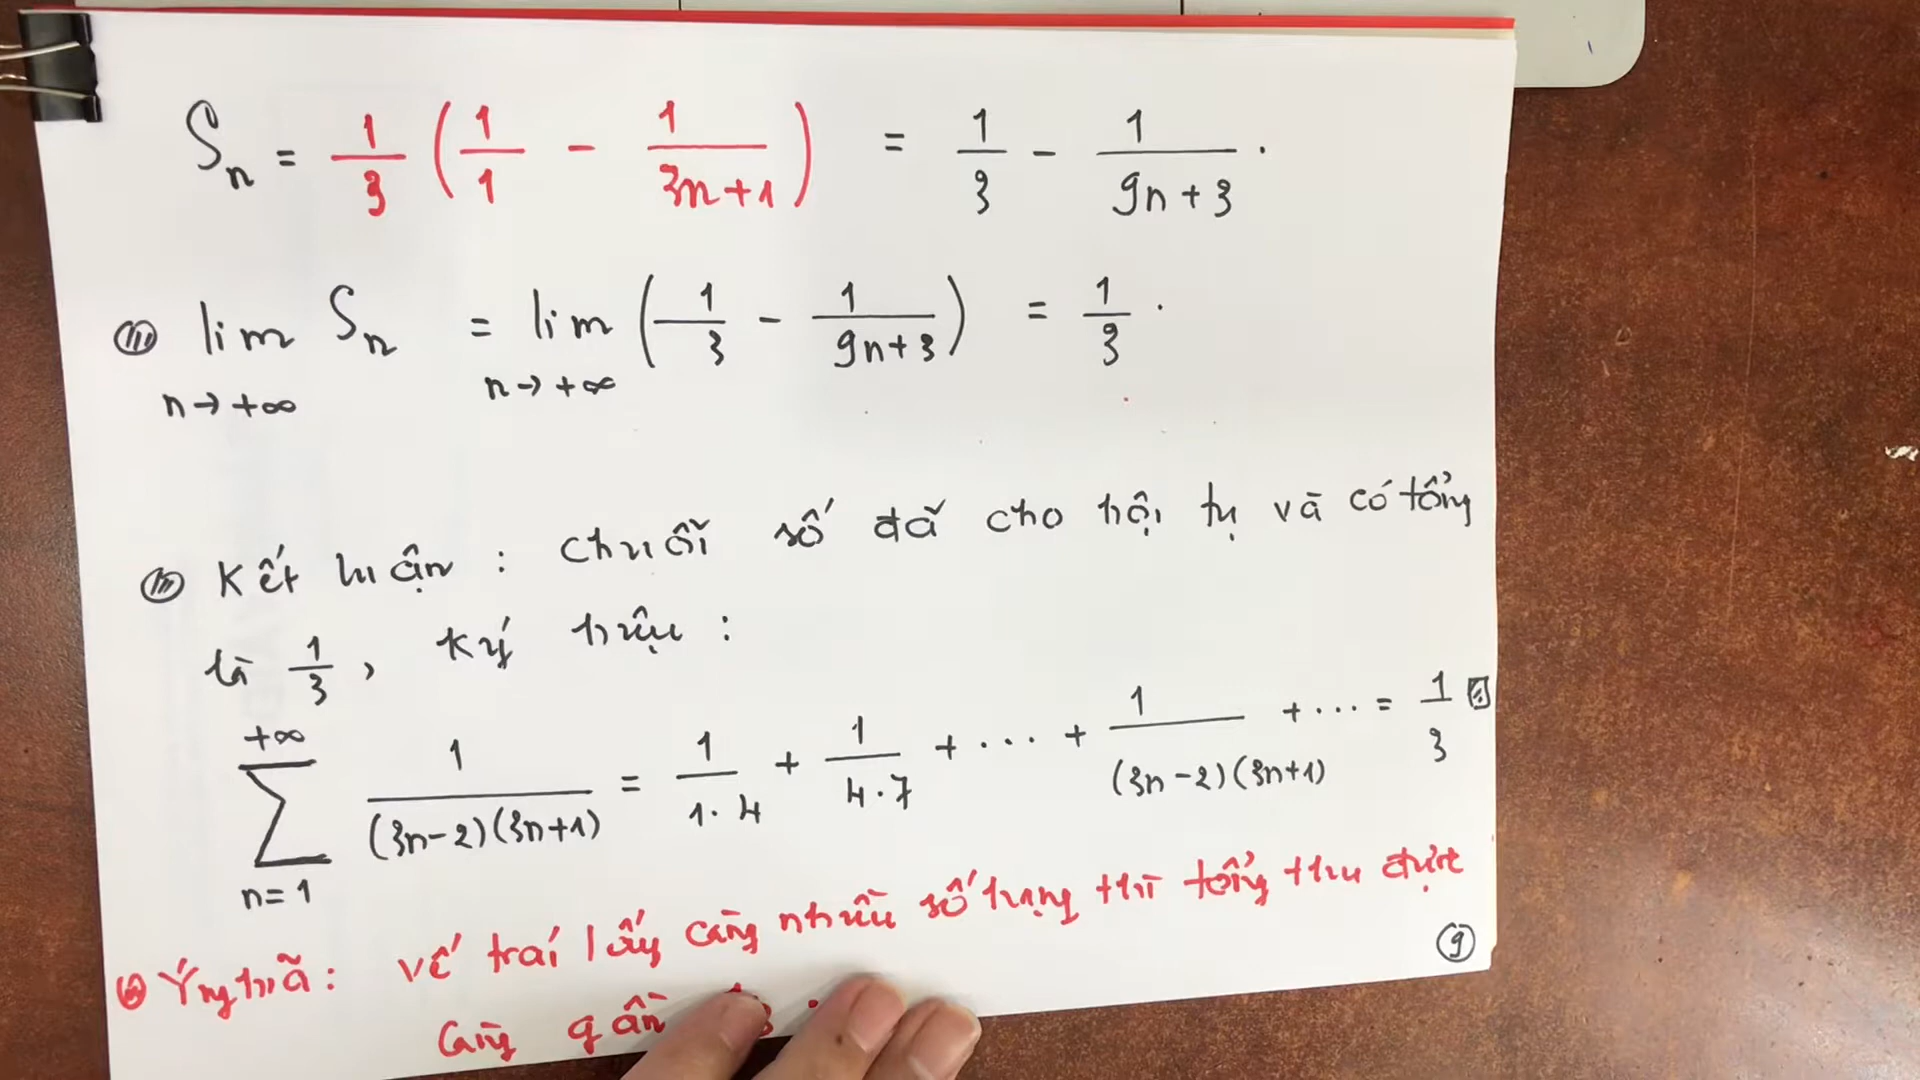 Sn = 1/3 (1/1 - 1/(3n+1)) = 1/3 - 1/(9n+3).
lim Sn = lim (1/3 - 1/(9n+3)) = 1/3.
n→+∞ n→+∞
Kết luận : chuỗi số đã cho hội tụ và có tổng
là 1/3, ký hiệu :
+∞
∑ 1/((3n-2)(3n+1)) = 1/(1.4) + 1/(4.7) + ... + 1/((3n-2)(3n+1)) + ... = 1/3
n=1
Ý nghĩa : vế trái lấy càng nhiều số hạng thì tổng thu được
càng gần
9